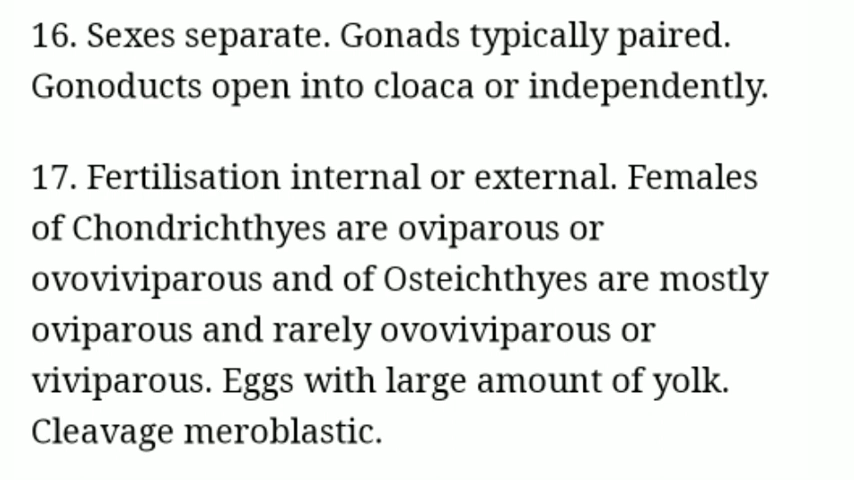 16. Sexes separate. Gonads typically paired.
Gonoducts open into cloaca or independently.
17. Fertilisation internal or external. Females
of Chondrichthyes are oviparous or
ovoviviparous and of Osteichthyes are mostly
oviparous and rarely ovoviviparous or
viviparous. Eggs with large amount of yolk.
Cleavage meroblastic.